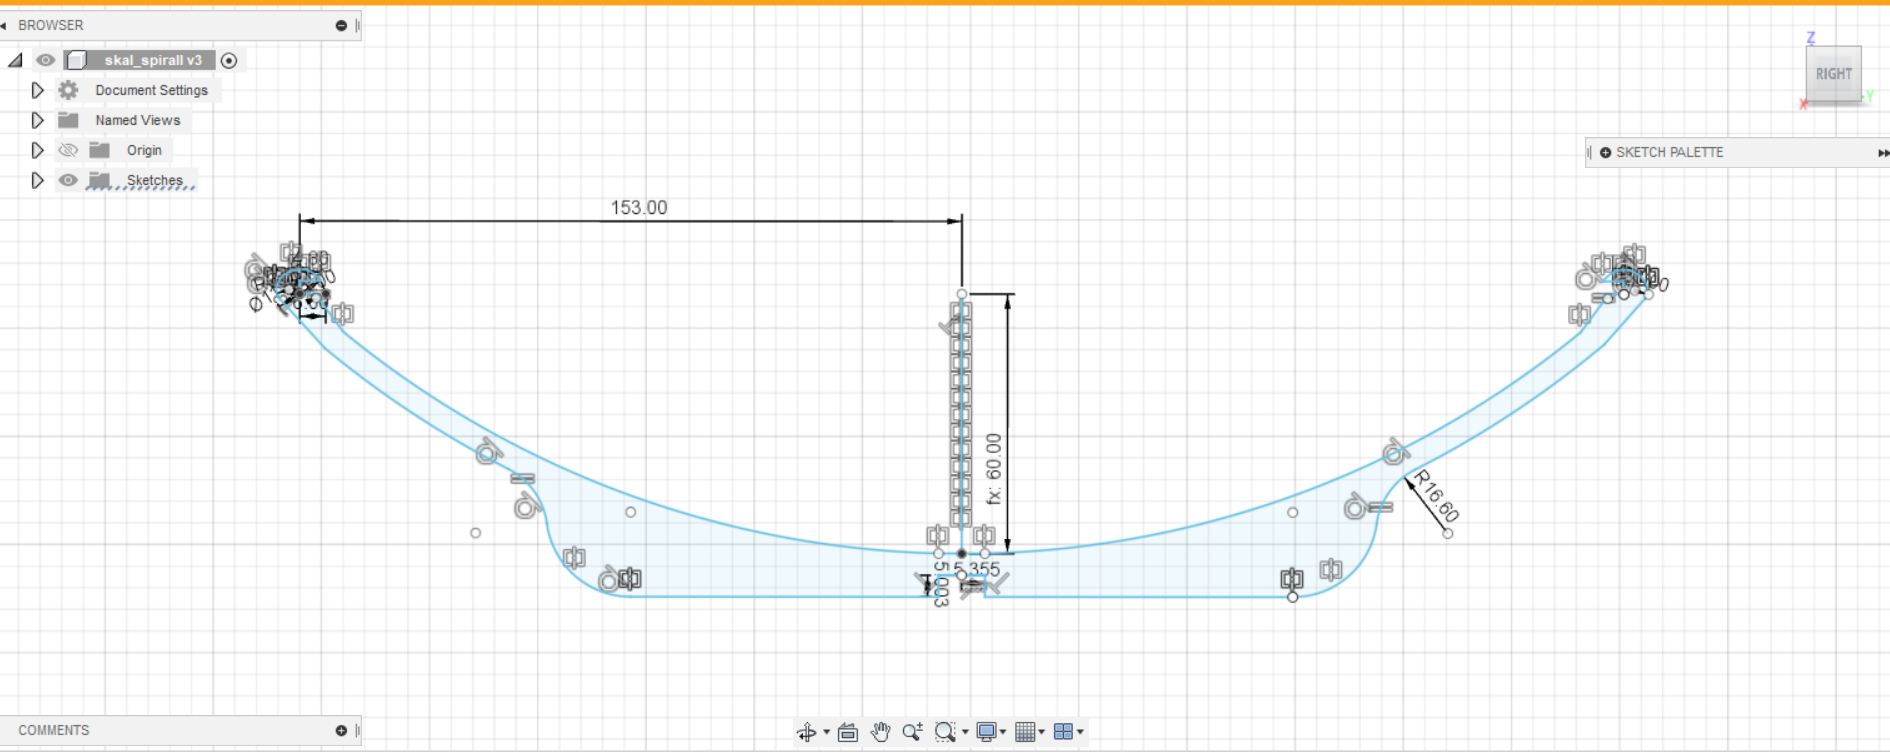 BROWSER
skal_spirall v3
Document Settings
Named Views
Origin
Sketches
Z
RIGHT
X
Y
SKETCH PALETTE
153.00
fx: 60.00
R16.60
5.355
5.003
COMMENTS